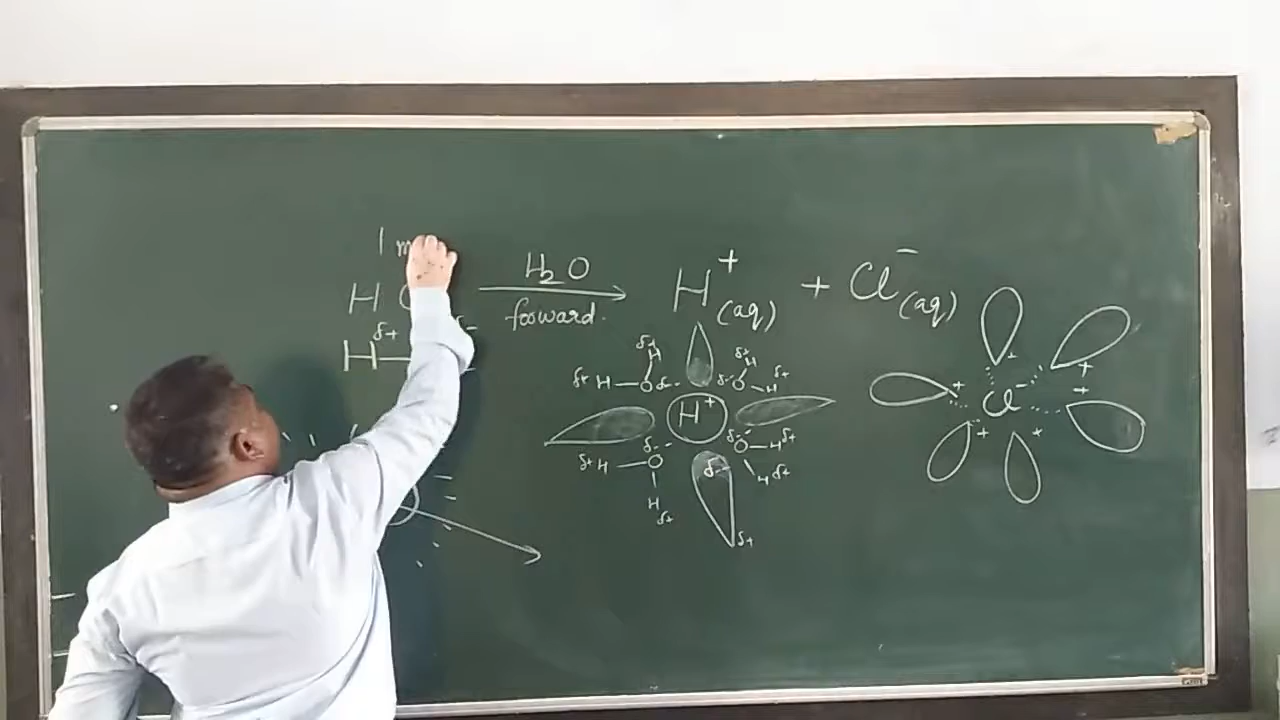 1 m
H₂O
H⁺(aq) + Cl⁻(aq)
H
forward.
δ+ δ-
H—
δ+ H δ+ H
δ+ H—O δ- δ- O—H δ+
H⁺
Cl⁻
δ- δ- O—H δ+
δ+ H—O δ- H δ+
H
δ+
δ+
+ + + + + +